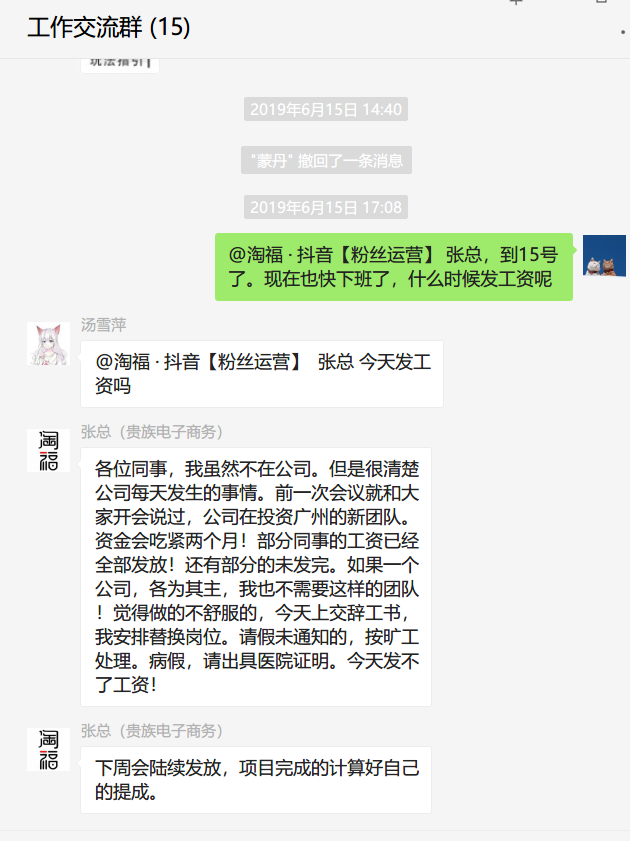 工作交流群 (15)
玩法指引
2019年6月15日 14:40
"蒙丹" 撤回了一条消息
2019年6月15日 17:08
@淘福 · 抖音【粉丝运营】 张总，到15号
了。现在也快下班了，什么时候发工资呢
汤雪萍
@淘福 · 抖音【粉丝运营】 张总 今天发工
资吗
张总（贵族电子商务）
淘
福
各位同事，我虽然不在公司。但是很清楚
公司每天发生的事情。前一次会议就和大
家开会说过，公司在投资广州的新团队。
资金会吃紧两个月！部分同事的工资已经
全部发放！还有部分的未发完。如果一个
公司，各为其主，我也不需要这样的团队
！觉得做的不舒服的，今天上交辞工书，
我安排替换岗位。请假未通知的，按旷工
处理。病假，请出具医院证明。今天发不
了工资！
张总（贵族电子商务）
淘
福
下周会陆续发放，项目完成的计算好自己
的提成。